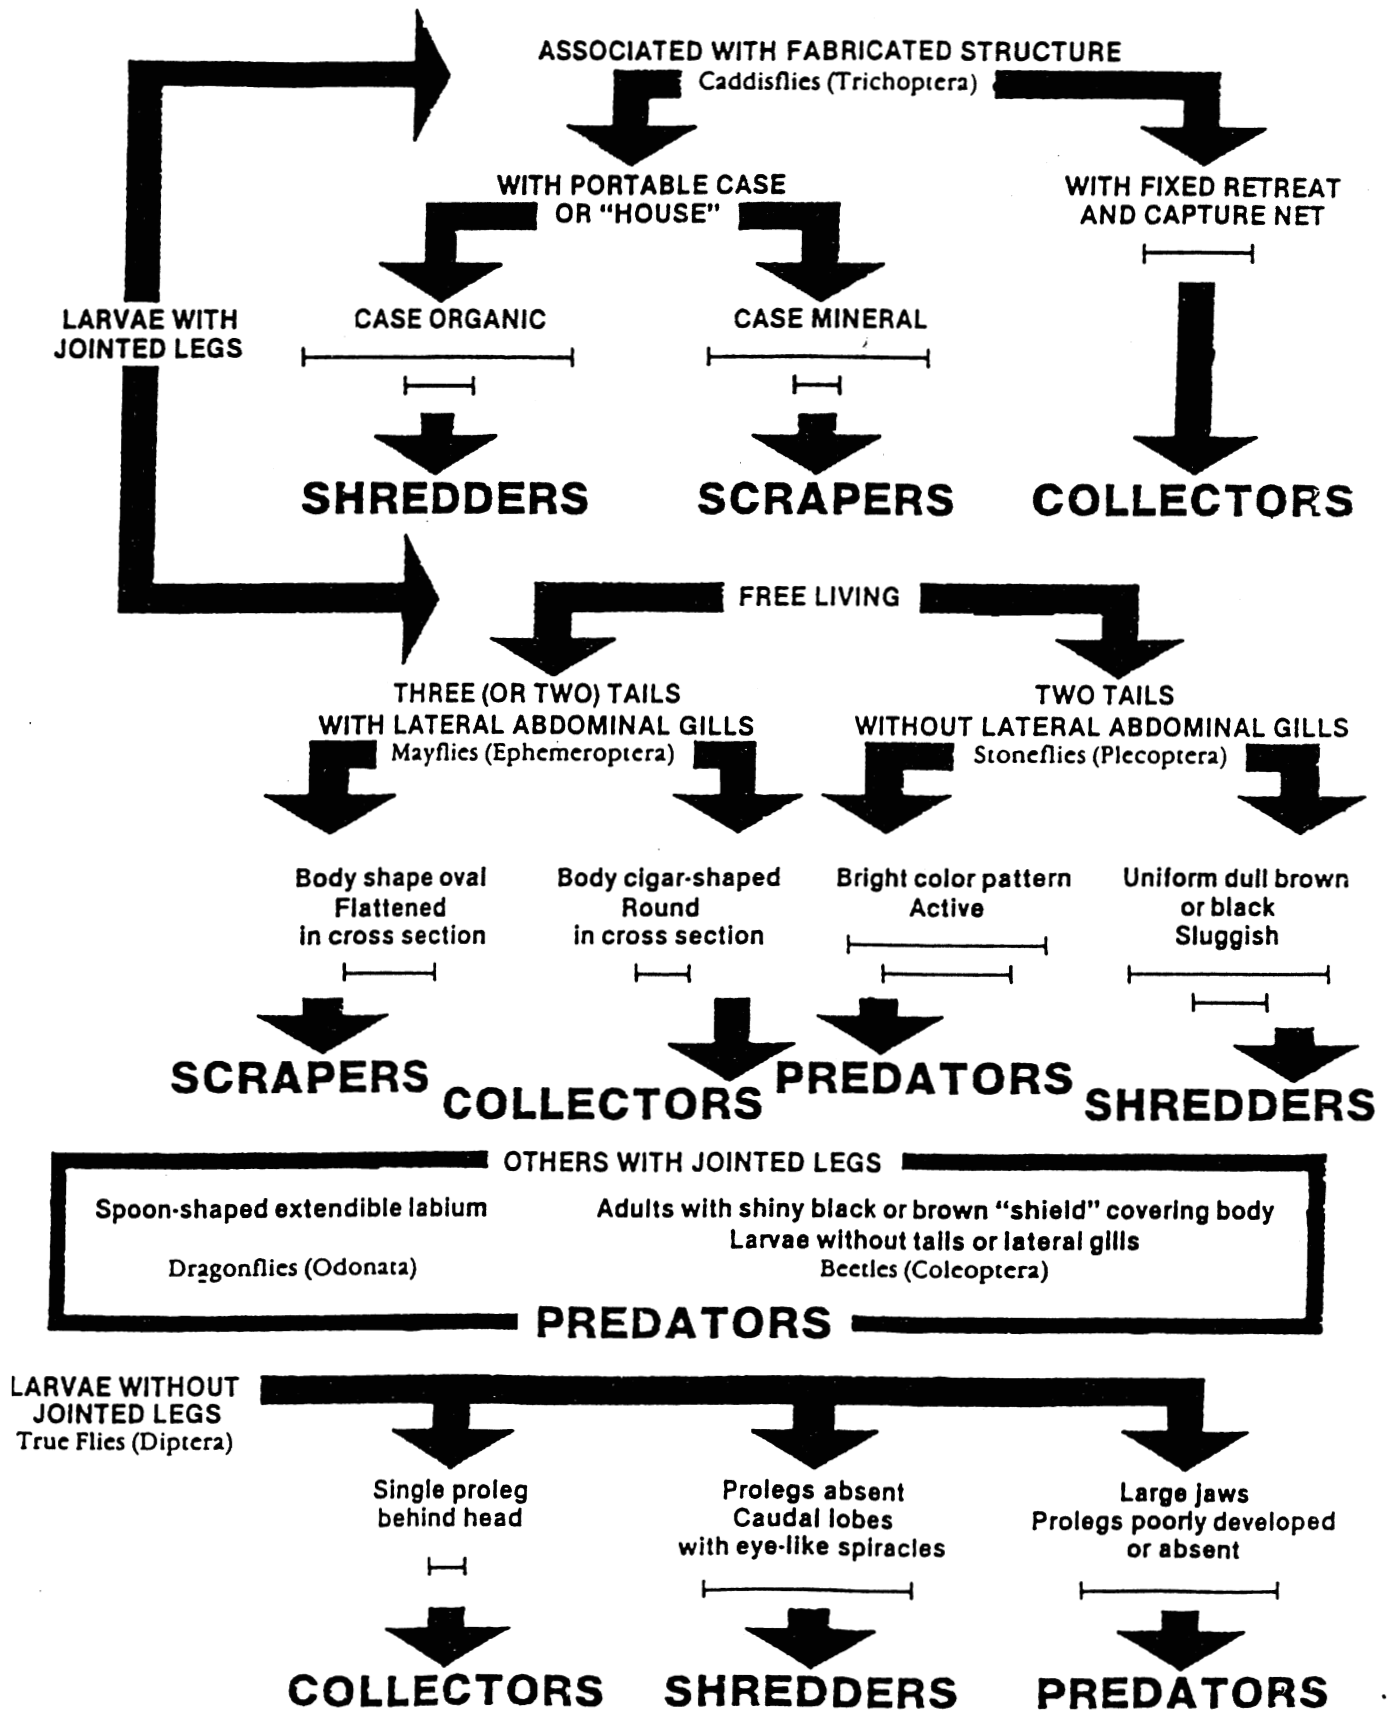 ASSOCIATED WITH FABRICATED STRUCTURE
Caddisflies (Trichoptera)
WITH PORTABLE CASE
OR “HOUSE”
WITH FIXED RETREAT
AND CAPTURE NET
LARVAE WITH
JOINTED LEGS
CASE ORGANIC
CASE MINERAL
SHREDDERS
SCRAPERS
COLLECTORS
FREE LIVING
THREE (OR TWO) TAILS
WITH LATERAL ABDOMINAL GILLS
Mayflies (Ephemeroptera)
TWO TAILS
WITHOUT LATERAL ABDOMINAL GILLS
Stoneflies (Plecoptera)
Body shape oval
Flattened
in cross section
Body cigar-shaped
Round
in cross section
Bright color pattern
Active
Uniform dull brown
or black
Sluggish
SCRAPERS
COLLECTORS
PREDATORS
SHREDDERS
OTHERS WITH JOINTED LEGS
Spoon-shaped extendible labium
Dragonflies (Odonata)
Adults with shiny black or brown “shield” covering body
Larvae without tails or lateral gills
Beetles (Coleoptera)
PREDATORS
LARVAE WITHOUT
JOINTED LEGS
True Flies (Diptera)
Single proleg
behind head
Prolegs absent
Caudal lobes
with eye-like spiracles
Large jaws
Prolegs poorly developed
or absent
COLLECTORS
SHREDDERS
PREDATORS